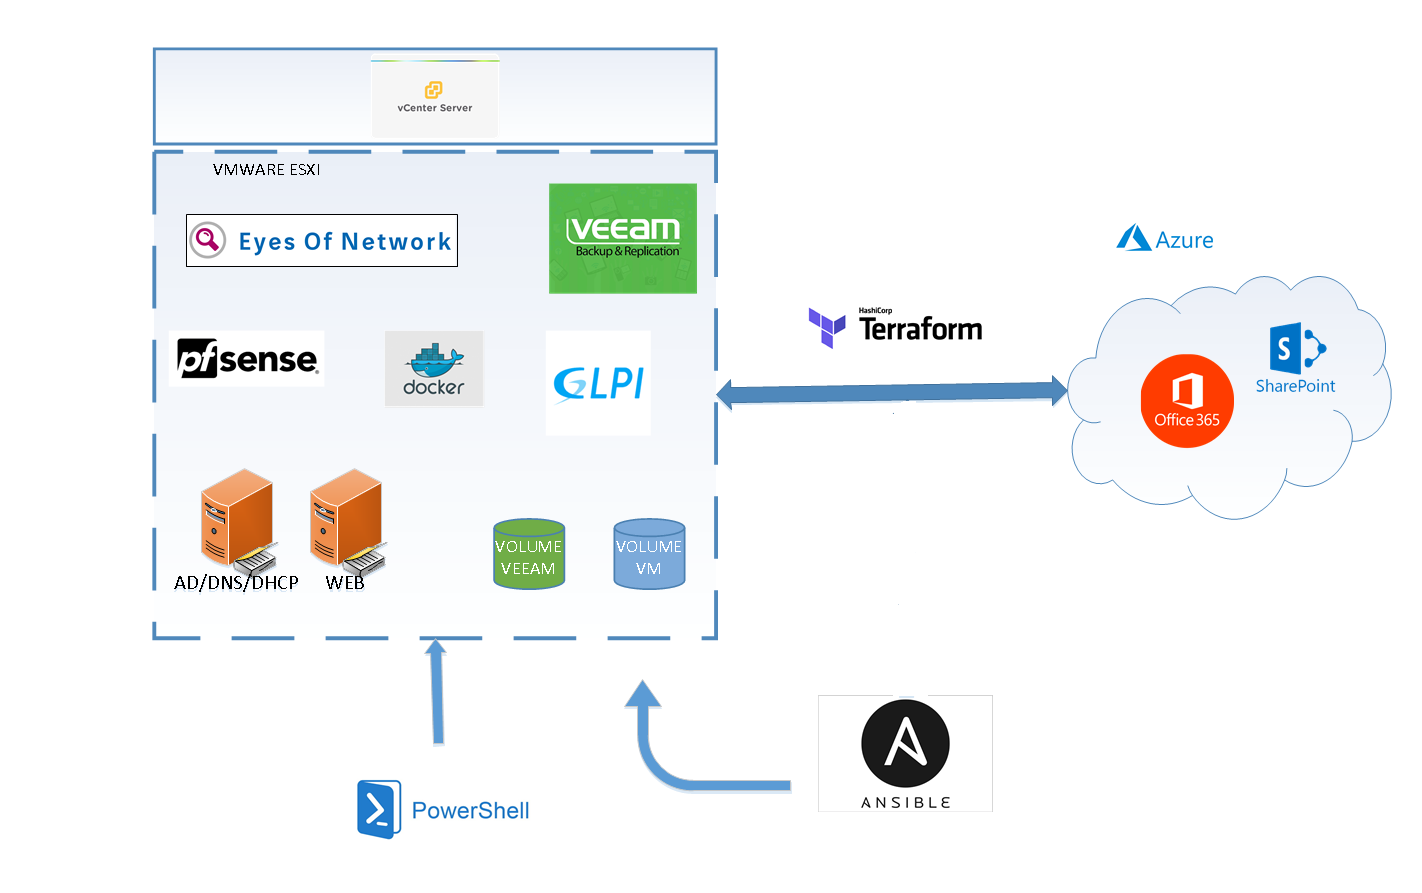 vCenter Server
VMWARE ESXI
Eyes Of Network
veeam
Backup & Replication
Azure
HashiCorp
Terraform
pfsense
docker
GLPI
S
SharePoint
Office 365
VOLUME
VEEAM
VOLUME
VM
AD/DNS/DHCP
WEB
A
ANSIBLE
PowerShell